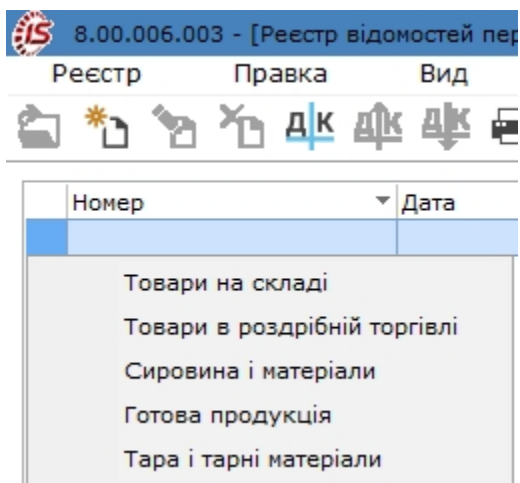 8.00.006.003 - [Реєстр відомостей пер
Реєстр Правка Вид
Д К ДК ДК
Номер Дата
Товари на складі
Товари в роздрібній торгівлі
Сировина і матеріали
Готова продукція
Тара і тарні матеріали